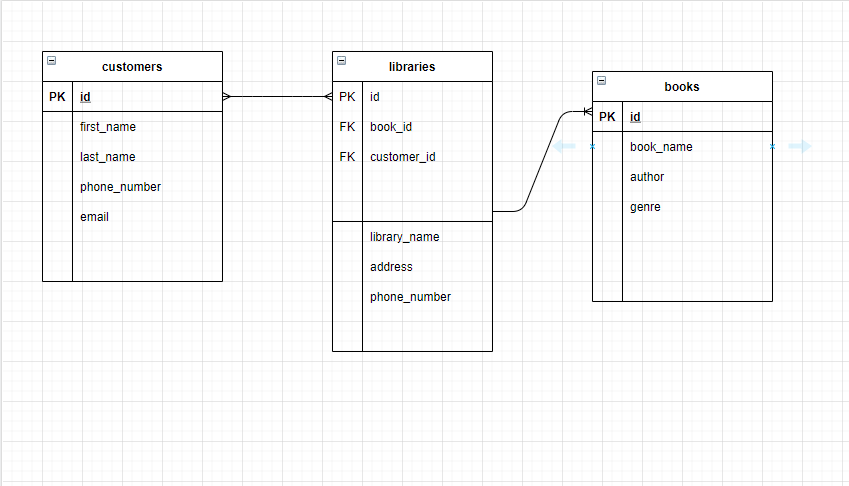 customers
PK id
first_name
last_name
phone_number
email
libraries
PK id
FK book_id
FK customer_id
library_name
address
phone_number
books
PK id
book_name
author
genre